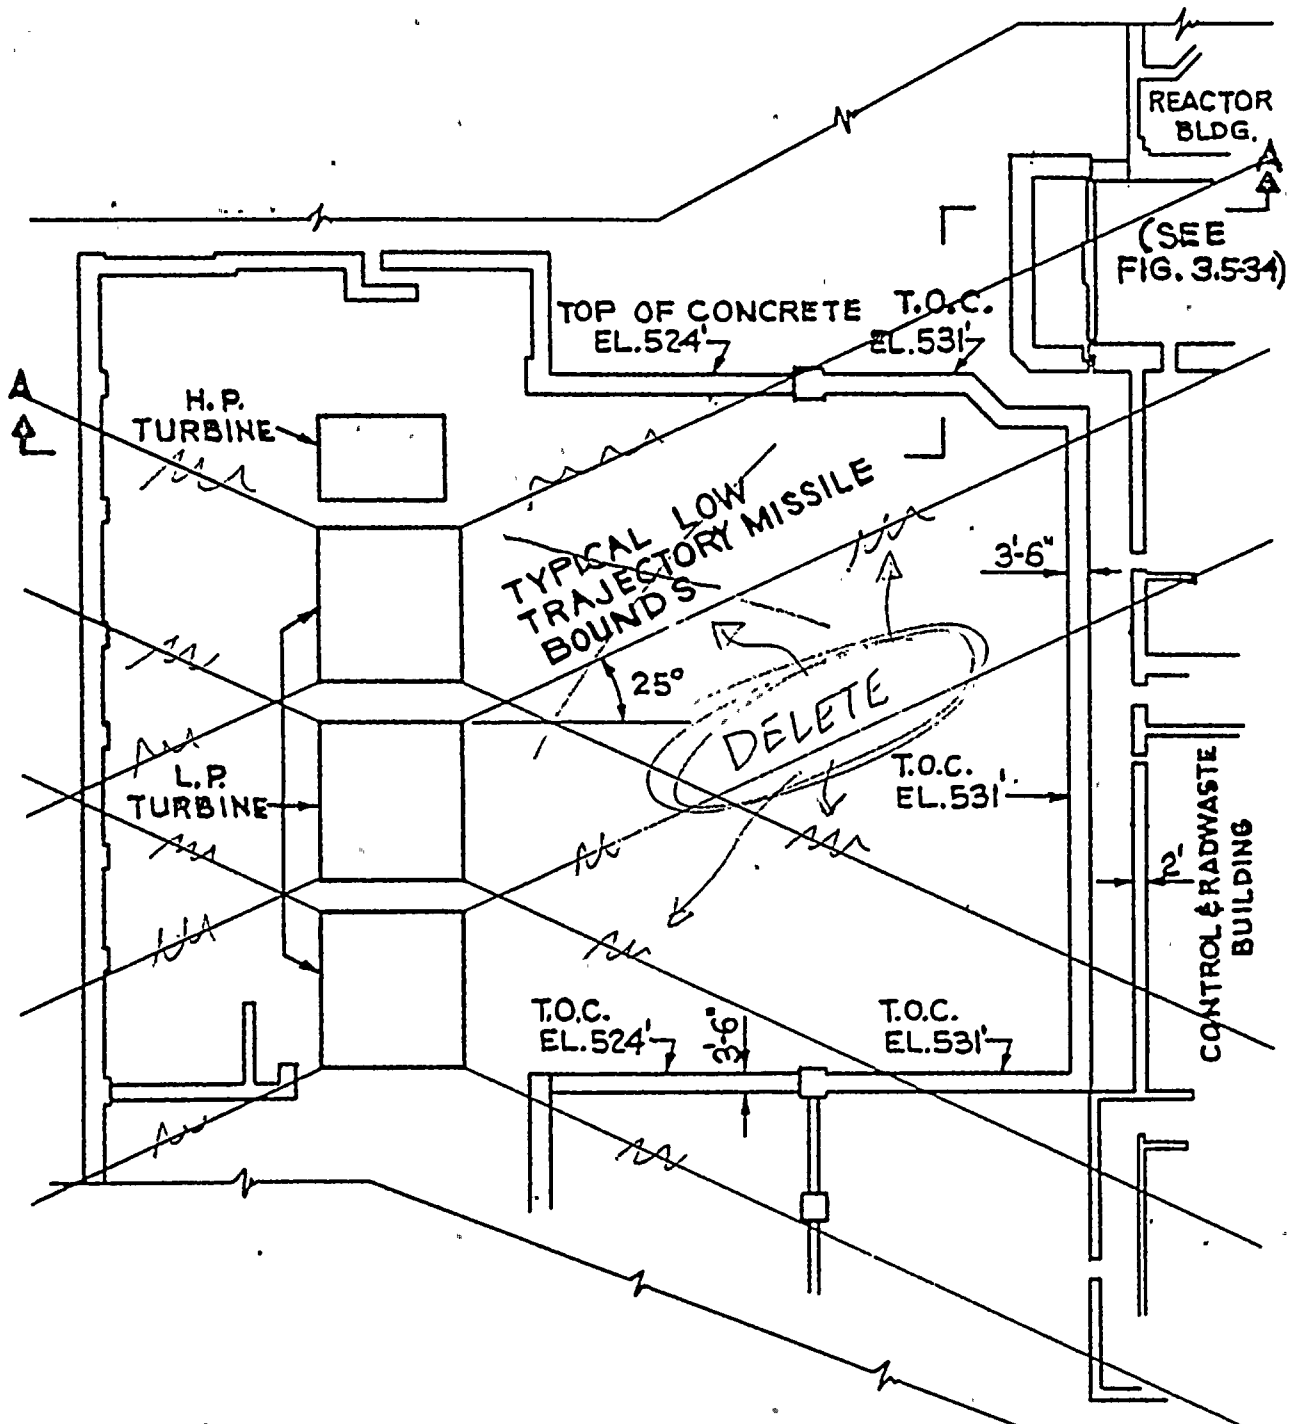 REACTOR
BLDG.
A
(SEE
FIG. 3.5-34)
TOP OF CONCRETE
EL.524'
T.O.C.
EL.531'
A
H.P.
TURBINE
TYPICAL LOW
TRAJECTORY MISSILE
BOUNDS
3'-6"
25°
DELETE
L.P.
TURBINE
T.O.C.
EL.531'
2'
CONTROL & RADWASTE
BUILDING
T.O.C.
EL.524'
3'-6"
T.O.C.
EL.531'